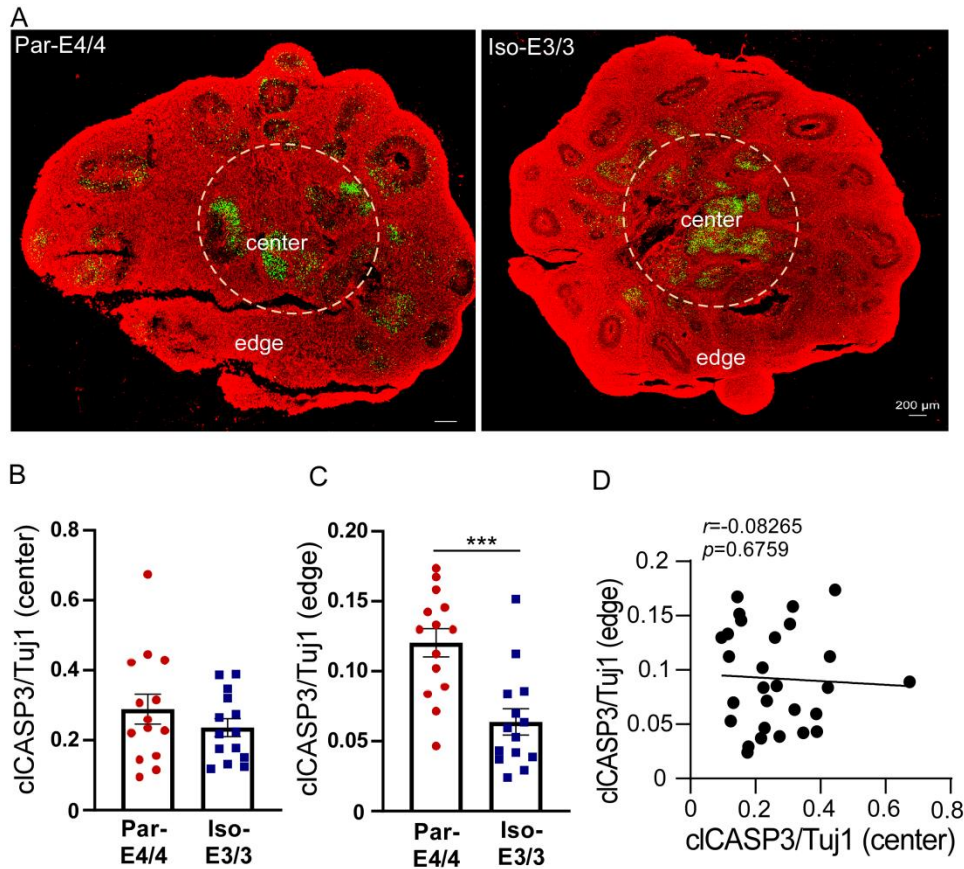 A
Par-E4/4
Iso-E3/3
center
center
edge
edge
200 µm
B
C
D
clCASP3/Tuj1 (center)
0.8
0.6
0.4
0.2
0
Par-
E4/4
Iso-
E3/3
clCASP3/Tuj1 (edge)
0.20
0.15
0.10
0.05
0
***
Par-
E4/4
Iso-
E3/3
r=-0.08265
p=0.6759
clCASP3/Tuj1 (edge)
0.2
0.15
0.1
0.05
0
0
0.2
0.4
0.6
0.8
clCASP3/Tuj1 (center)